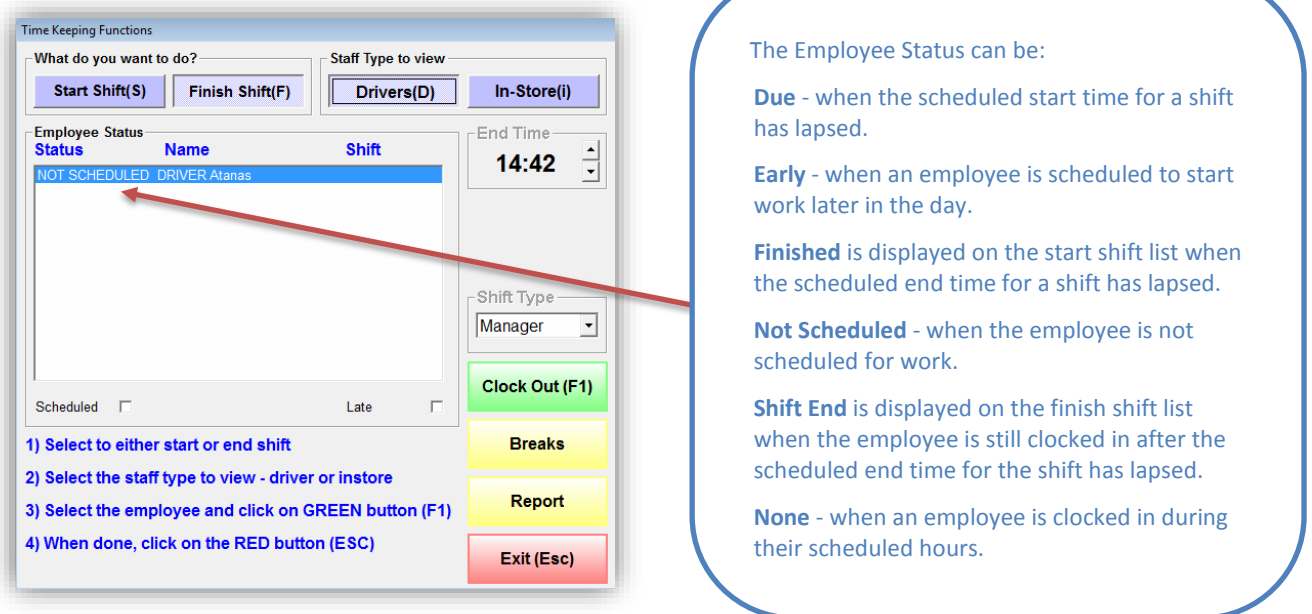 Time Keeping Functions
What do you want to do?
Staff Type to view
Start Shift(S)
Finish Shift(F)
Drivers(D)
In-Store(i)
Employee Status
Status Name Shift
NOT SCHEDULED DRIVER Atanas
End Time
14:42
Shift Type
Manager
Clock Out (F1)
Scheduled
Late
Breaks
Report
Exit (Esc)
1) Select to either start or end shift
2) Select the staff type to view - driver or instore
3) Select the employee and click on GREEN button (F1)
4) When done, click on the RED button (ESC)
The Employee Status can be:
Due - when the scheduled start time for a shift
has lapsed.
Early - when an employee is scheduled to start
work later in the day.
Finished is displayed on the start shift list when
the scheduled end time for a shift has lapsed.
Not Scheduled - when the employee is not
scheduled for work.
Shift End is displayed on the finish shift list
when the employee is still clocked in after the
scheduled end time for the shift has lapsed.
None - when an employee is clocked in during
their scheduled hours.